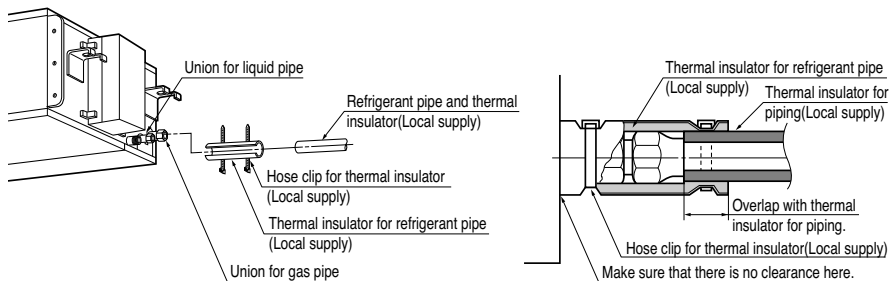 Union for liquid pipe
Refrigerant pipe and thermal
insulator(Local supply)
Hose clip for thermal insulator
(Local supply)
Thermal insulator for refrigerant pipe
(Local supply)
Union for gas pipe
Thermal insulator for refrigerant pipe
(Local supply)
Thermal insulator for
piping(Local supply)
Overlap with thermal
insulator for piping.
Hose clip for thermal insulator(Local supply)
Make sure that there is no clearance here.